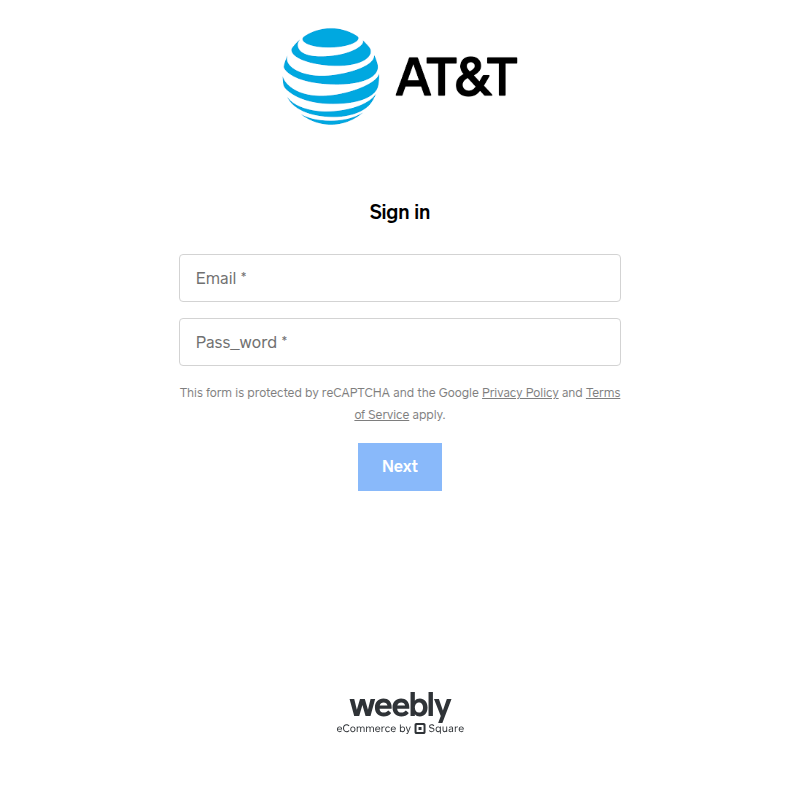 AT&T
Sign in
Email *
Pass_word *
This form is protected by reCAPTCHA and the Google Privacy Policy and Terms
of Service apply.
Next
weebly
eCommerce by Square